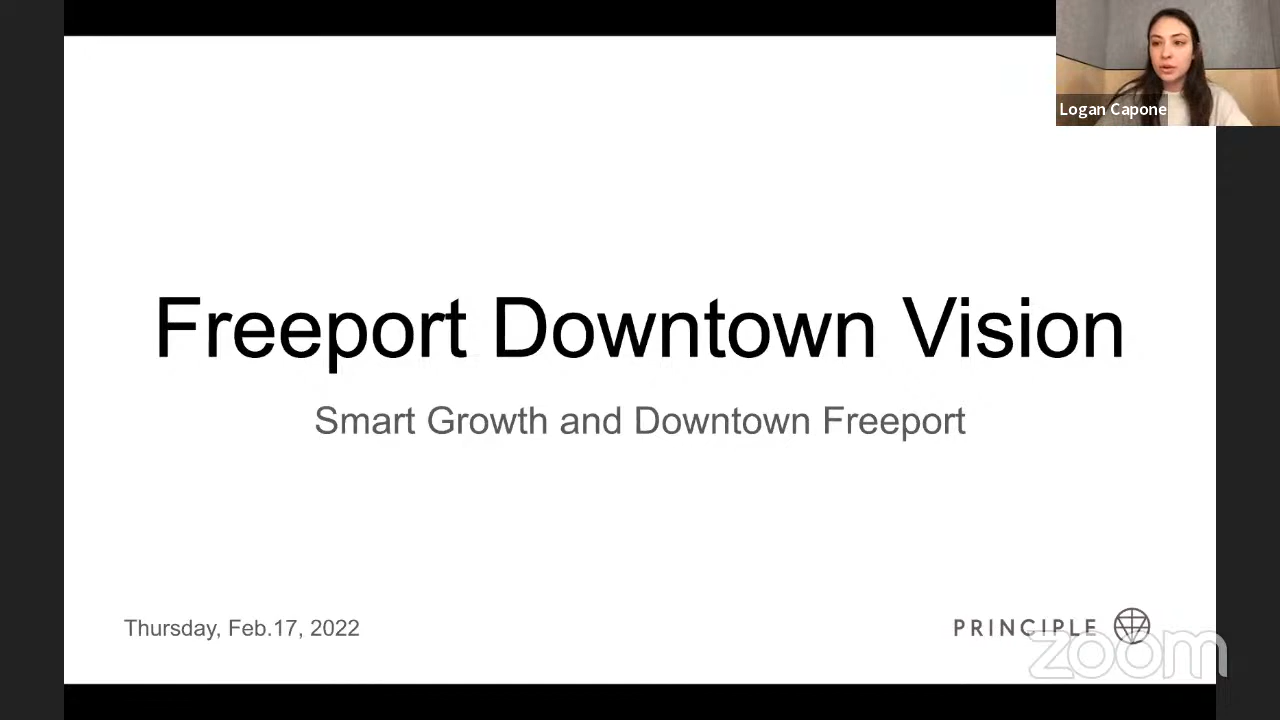 Logan Capone
Freeport Downtown Vision
Smart Growth and Downtown Freeport
Thursday, Feb.17, 2022
PRINCIPLE
zoom